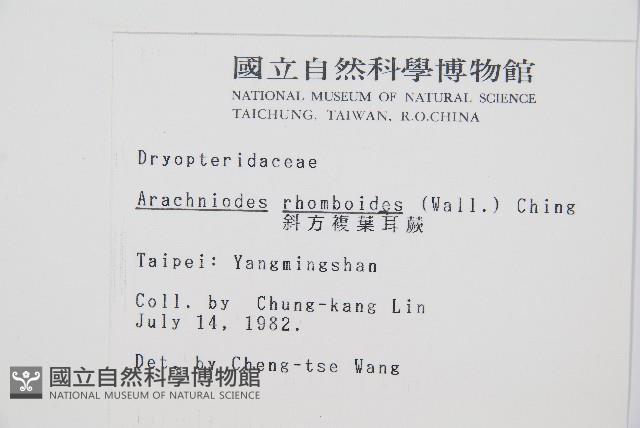 國立自然科學博物館
NATIONAL MUSEUM OF NATURAL SCIENCE
TAICHUNG, TAIWAN, R.O.CHINA
Dryopteridaceae
Arachniodes rhomboides (Wall.) Ching
斜方複葉耳蕨
Taipei: Yangmingshan
Coll. by Chung-kang Lin
July 14, 1982.
Det. by Cheng-tse Wang
國立自然科學博物館
NATIONAL MUSEUM OF NATURAL SCIENCE